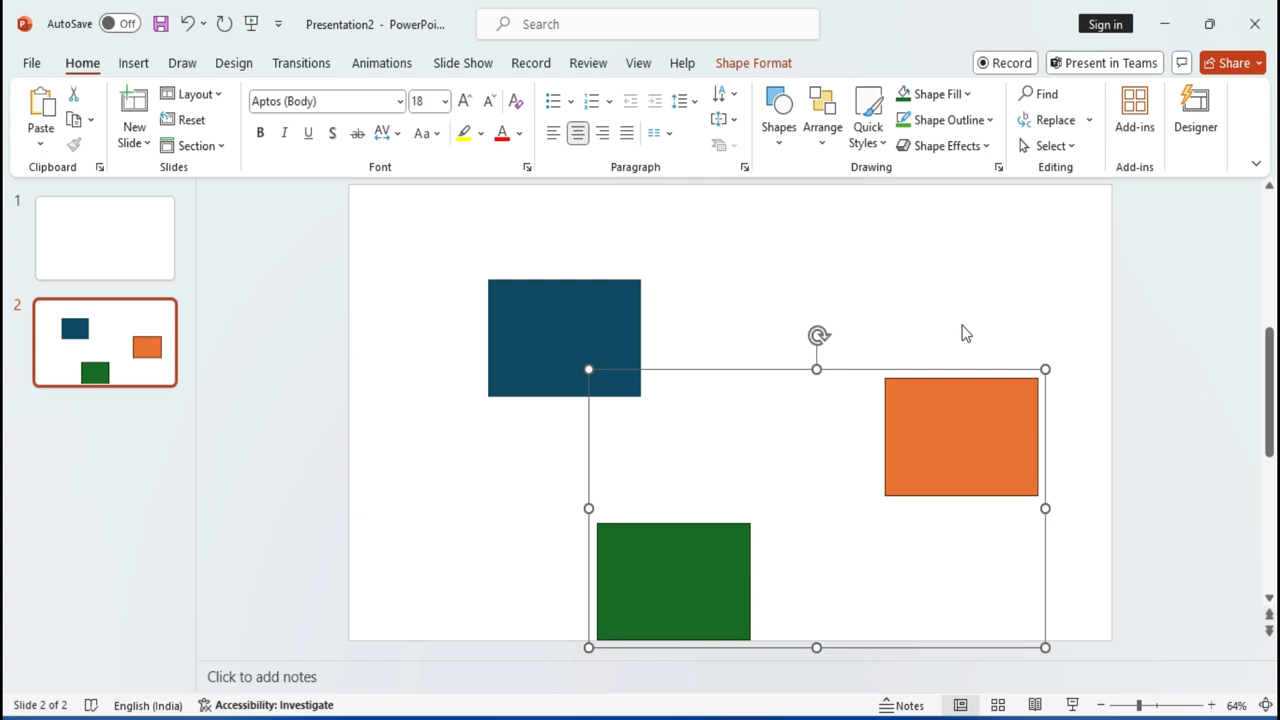 AutoSave Off Presentation2 - PowerPoi... Search Sign in
File Home Insert Draw Design Transitions Animations Slide Show Record Review View Help Shape Format Record Present in Teams Share
Paste
New
Slide
Layout
Reset
Section
Aptos (Body) 18
Aa
Shapes
Arrange
Quick
Styles
Shape Fill
Shape Outline
Shape Effects
Find
Replace
Select
Add-ins
Designer
Clipboard Slides Font Paragraph Drawing Editing Add-ins
1
2
Click to add notes
Slide 2 of 2 English (India) Accessibility: Investigate Notes 64%